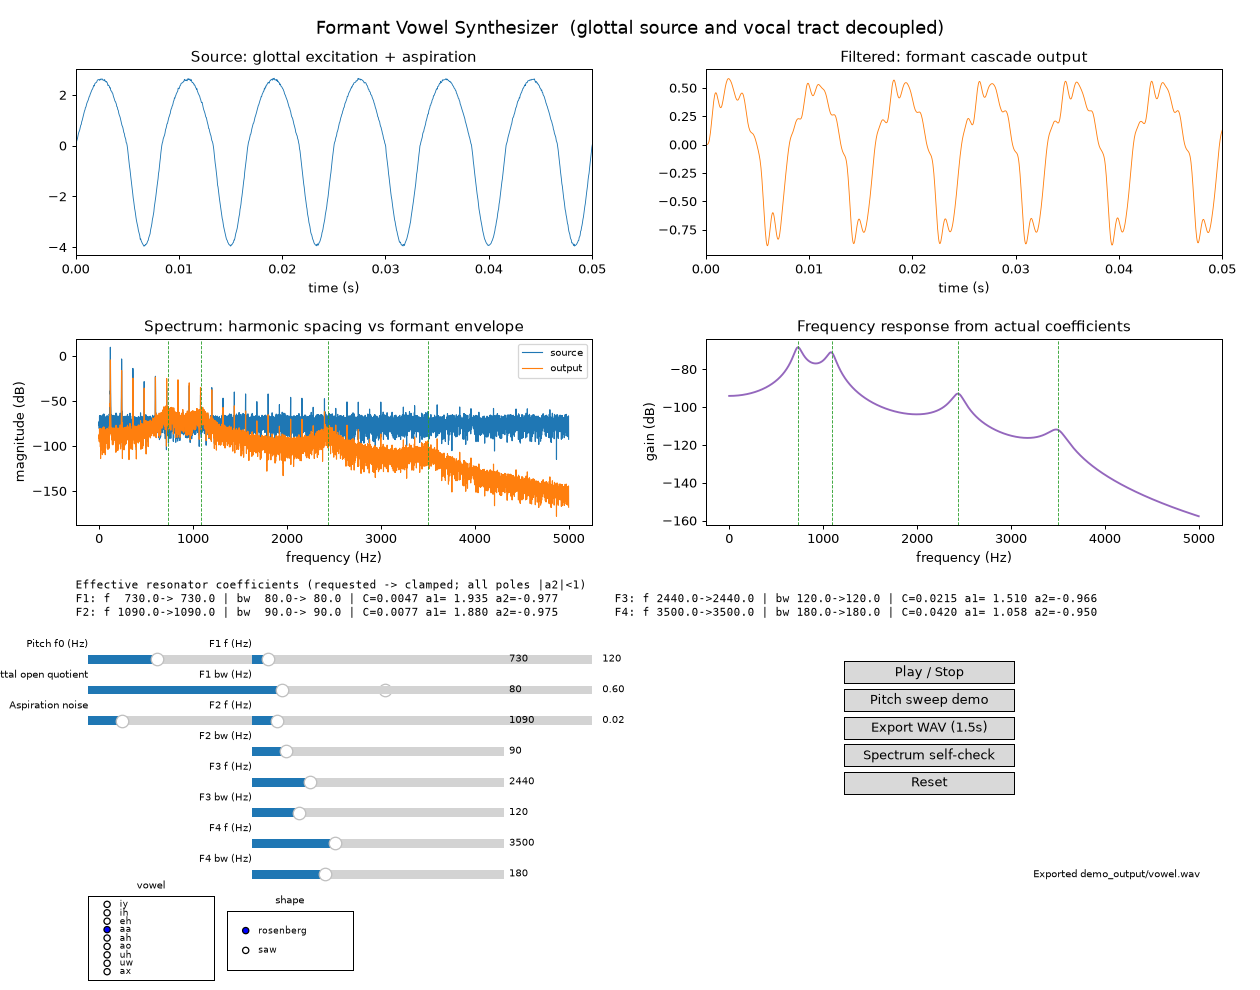 Formant Vowel Synthesizer  (glottal source and vocal tract decoupled)
Source: glottal excitation + aspiration
2
0
−2
−4
0.00 0.01 0.02 0.03 0.04 0.05
time (s)
Filtered: formant cascade output
0.50
0.25
0.00
−0.25
−0.50
−0.75
0.00 0.01 0.02 0.03 0.04 0.05
time (s)
Spectrum: harmonic spacing vs formant envelope
source
output
magnitude (dB)
0
−50
−100
−150
0 1000 2000 3000 4000 5000
frequency (Hz)
Frequency response from actual coefficients
gain (dB)
−80
−100
−120
−140
−160
0 1000 2000 3000 4000 5000
frequency (Hz)
Effective resonator coefficients (requested -> clamped; all poles |a2|<1)
F1: f  730.0-> 730.0 | bw  80.0-> 80.0 | C=0.0047 a1= 1.935 a2=-0.977
F2: f 1090.0->1090.0 | bw  90.0-> 90.0 | C=0.0077 a1= 1.880 a2=-0.975
F3: f 2440.0->2440.0 | bw 120.0->120.0 | C=0.0215 a1= 1.510 a2=-0.966
F4: f 3500.0->3500.0 | bw 180.0->180.0 | C=0.0420 a1= 1.058 a2=-0.950
Pitch f0 (Hz)
120
ttal open quotient
0.60
Aspiration noise
0.02
F1 f (Hz)
730
F1 bw (Hz)
80
F2 f (Hz)
1090
F2 bw (Hz)
90
F3 f (Hz)
2440
F3 bw (Hz)
120
F4 f (Hz)
3500
F4 bw (Hz)
180
Play / Stop
Pitch sweep demo
Export WAV (1.5s)
Spectrum self-check
Reset
Exported demo_output/vowel.wav
vowel
iy
ih
eh
aa
ah
ao
uh
uw
ax
shape
rosenberg
saw